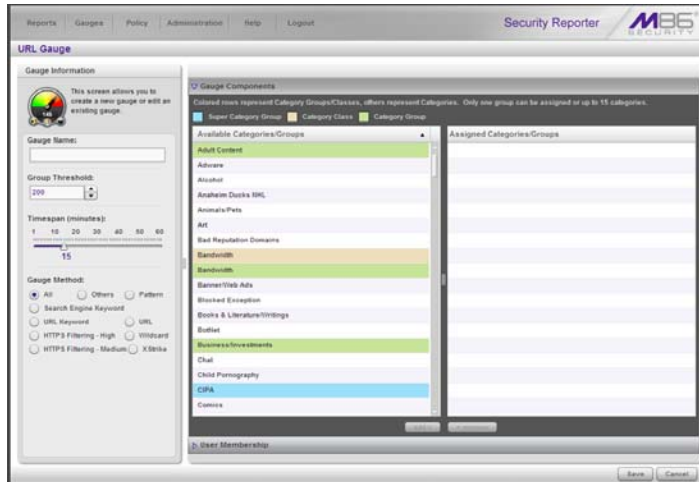 Reports Gauges Policy Administration Help Logout
Security Reporter
M86
SECURITY
URL Gauge
Gauge Information
This screen allows you to
create a new gauge or edit an
existing gauge.
Gauge Name:
Group Threshold:
200
Timespan (minutes):
1 10 20 30 40 50 60
15
Gauge Method:
All Others Pattern
Search Engine Keyword
URL Keyword URL
HTTPS Filtering - High Wildcard
HTTPS Filtering - Medium XStrike
Gauge Components
Colored rows represent Category Groups/Classes, others represent Categories. Only one group can be assigned or up to 15 categories.
Super Category Group Category Class Category Group
Available Categories/Groups
Adult Content
Adware
Alcohol
Anaheim Ducks NHL
Animals/Pets
Art
Bad Reputation Domains
Bandwidth
Bandwidth
Banner/Web Ads
Blocked Exception
Books & Literature/Writings
BotNet
Business/Investments
Chat
Child Pornography
CIPA
Comics
Assigned Categories/Groups
User Membership
Save Cancel